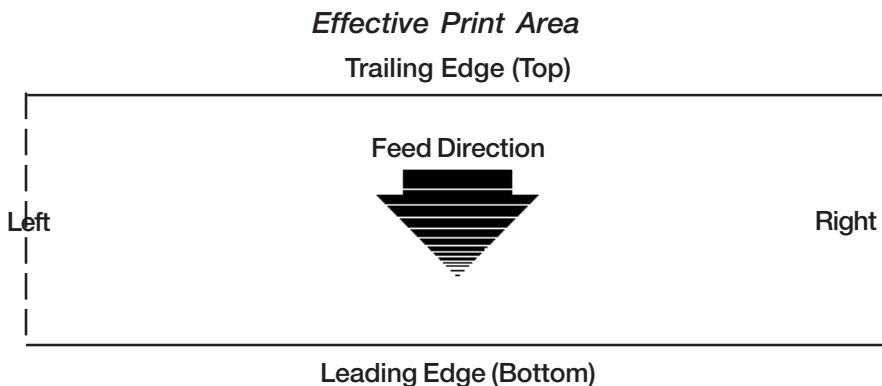 Effective Print Area
Trailing Edge (Top)
Feed Direction
Left
Right
Leading Edge (Bottom)